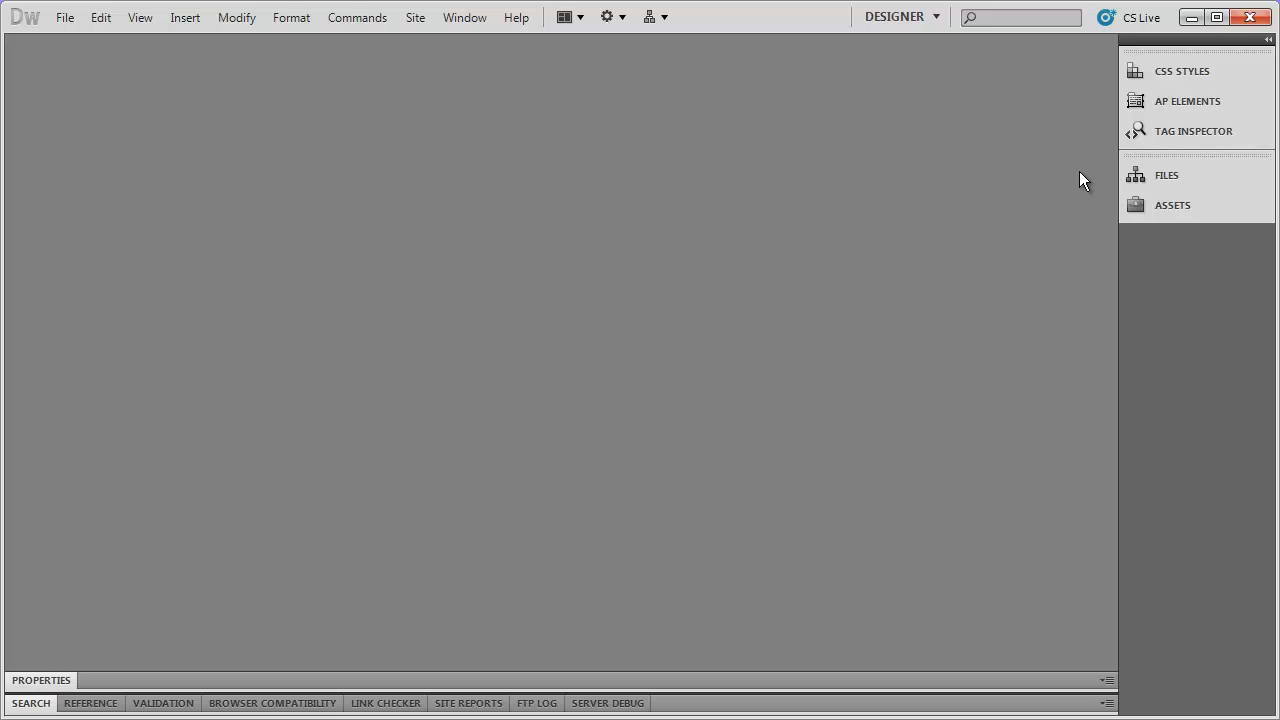 Dw File Edit View Insert Modify Format Commands Site Window Help DESIGNER CS Live
CSS STYLES
AP ELEMENTS
TAG INSPECTOR
FILES
ASSETS
PROPERTIES
SEARCH REFERENCE VALIDATION BROWSER COMPATIBILITY LINK CHECKER SITE REPORTS FTP LOG SERVER DEBUG